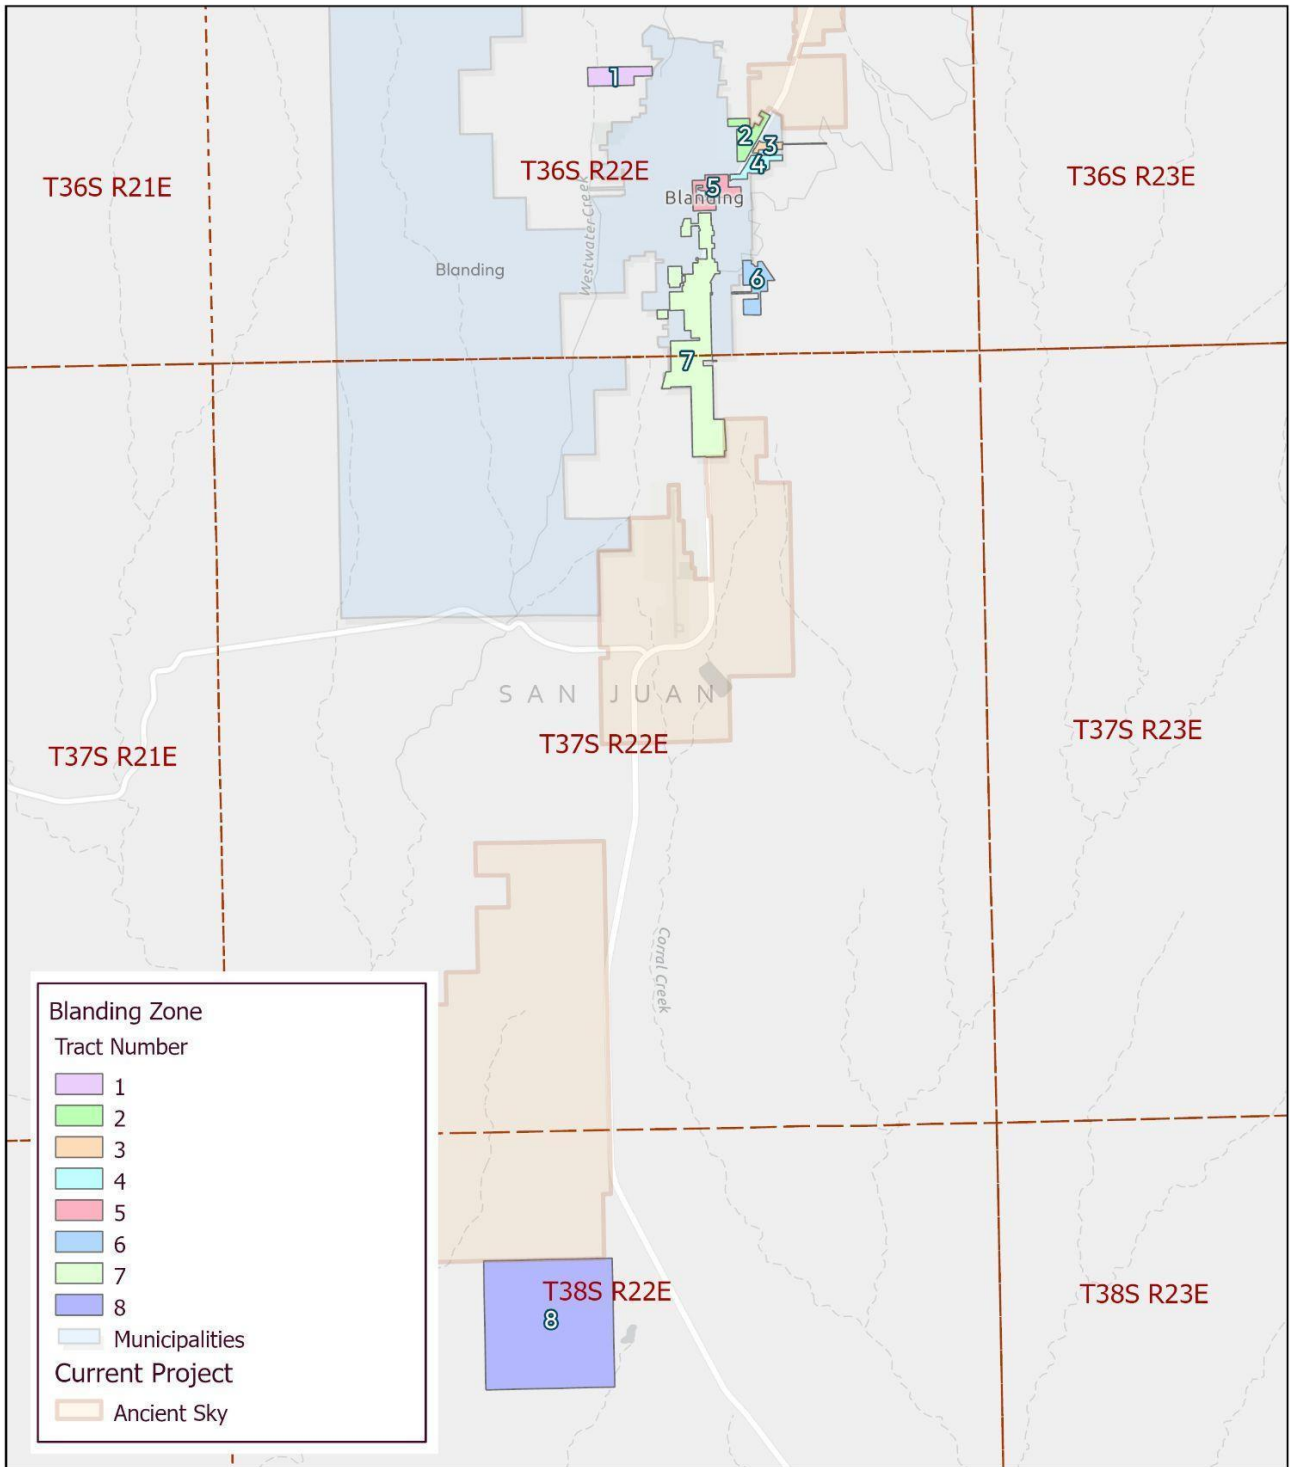 1
2
3
4
T36S R22E
T36S R23E
T36S R21E
5
Blanding
Westwater Creek
Blanding
6
7
SAN JUAN
T37S R22E
T37S R23E
T37S R21E
Corral Creek
T38S R22E
T38S R23E
8
Blanding Zone
Tract Number
1
2
3
4
5
6
7
8
Municipalities
Current Project
Ancient Sky